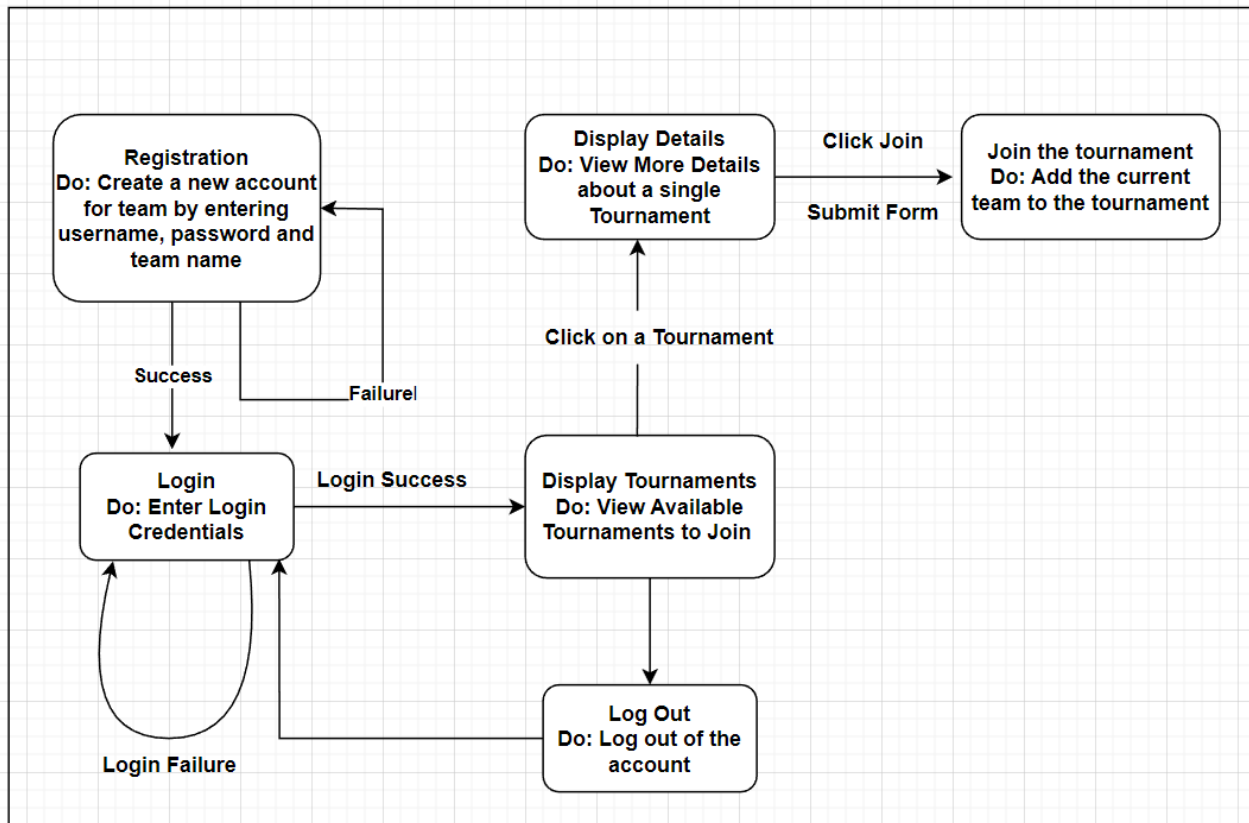 Registration
Do: Create a new account
for team by entering
username, password and
team name
Display Details
Do: View More Details
about a single
Tournament
Click Join
Submit Form
Join the tournament
Do: Add the current
team to the tournament
Success
Failure
Click on a Tournament
Login
Do: Enter Login
Credentials
Login Success
Display Tournaments
Do: View Available
Tournaments to Join
Login Failure
Log Out
Do: Log out of the
account